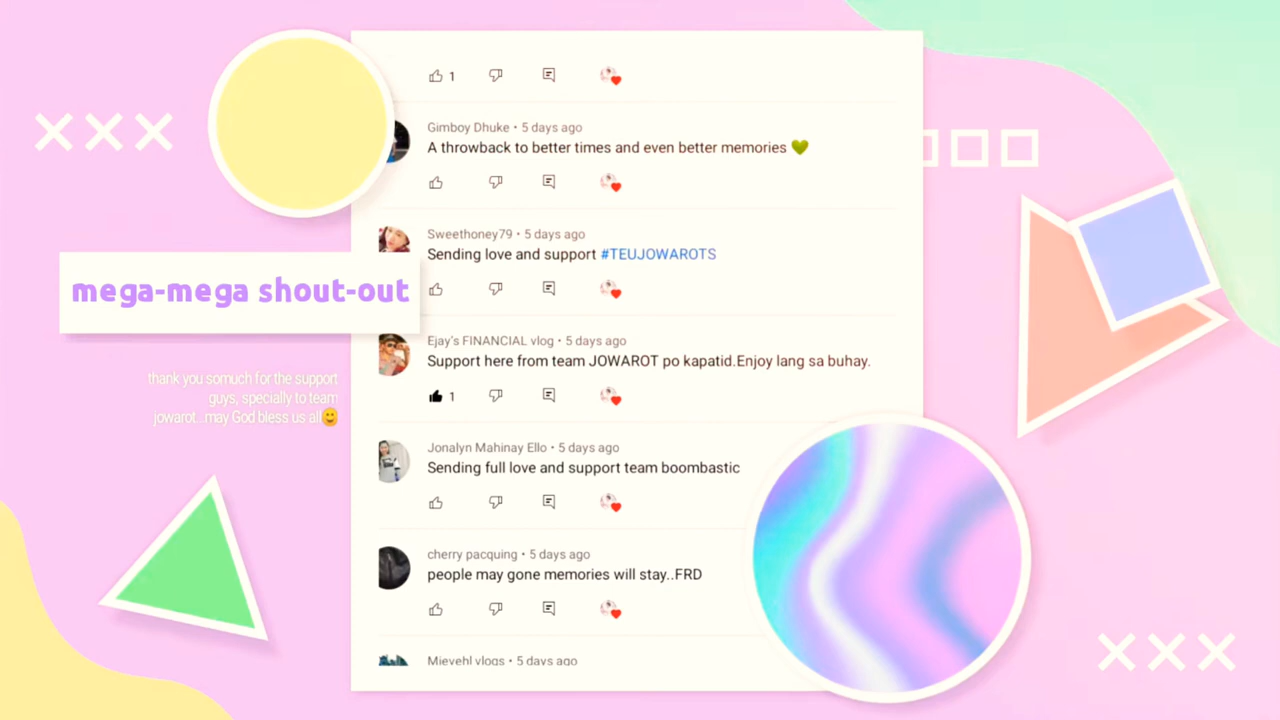 1
Gimboy Dhuke • 5 days ago
A throwback to better times and even better memories 💚
Sweethoney79 • 5 days ago
Sending love and support #TEUJOWAROTS
mega-mega shout-out
Ejay's FINANCIAL vlog • 5 days ago
Support here from team JOWAROT po kapatid.Enjoy lang sa buhay.
1
thank you somuch for the support
guys, specially to team
jowarot...may God bless us all🙂
Jonalyn Mahinay Ello • 5 days ago
Sending full love and support team boombastic
cherry pacquing • 5 days ago
people may gone memories will stay..FRD
Mievehl vlogs • 5 days ago